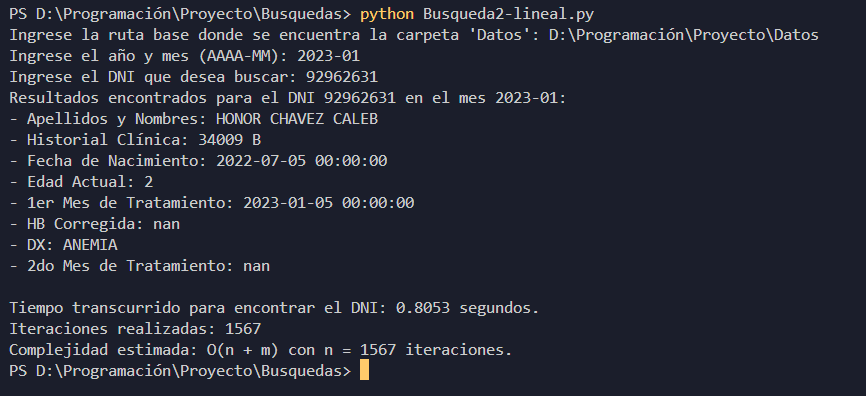 PS D:\Programación\Proyecto\Busquedas> python Busqueda2-lineal.py
Ingrese la ruta base donde se encuentra la carpeta 'Datos': D:\Programación\Proyecto\Datos
Ingrese el año y mes (AAAA-MM): 2023-01
Ingrese el DNI que desea buscar: 92962631
Resultados encontrados para el DNI 92962631 en el mes 2023-01:
- Apellidos y Nombres: HONOR CHAVEZ CALEB
- Historial Clínica: 34009 B
- Fecha de Nacimiento: 2022-07-05 00:00:00
- Edad Actual: 2
- 1er Mes de Tratamiento: 2023-01-05 00:00:00
- HB Corregida: nan
- DX: ANEMIA
- 2do Mes de Tratamiento: nan
Tiempo transcurrido para encontrar el DNI: 0.8053 segundos.
Iteraciones realizadas: 1567
Complejidad estimada: O(n + m) con n = 1567 iteraciones.
PS D:\Programación\Proyecto\Busquedas>